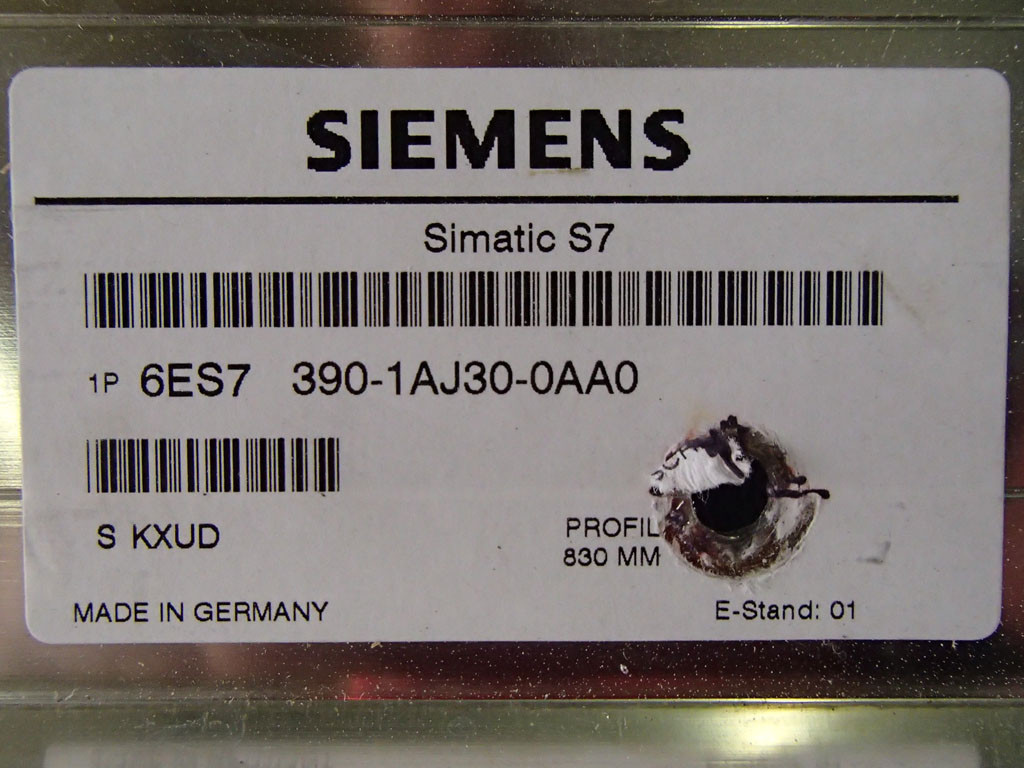 SIEMENS
Simatic S7
1P 6ES7 390-1AJ30-0AA0
S KXUD
PROFIL
830 MM
MADE IN GERMANY
E-Stand: 01